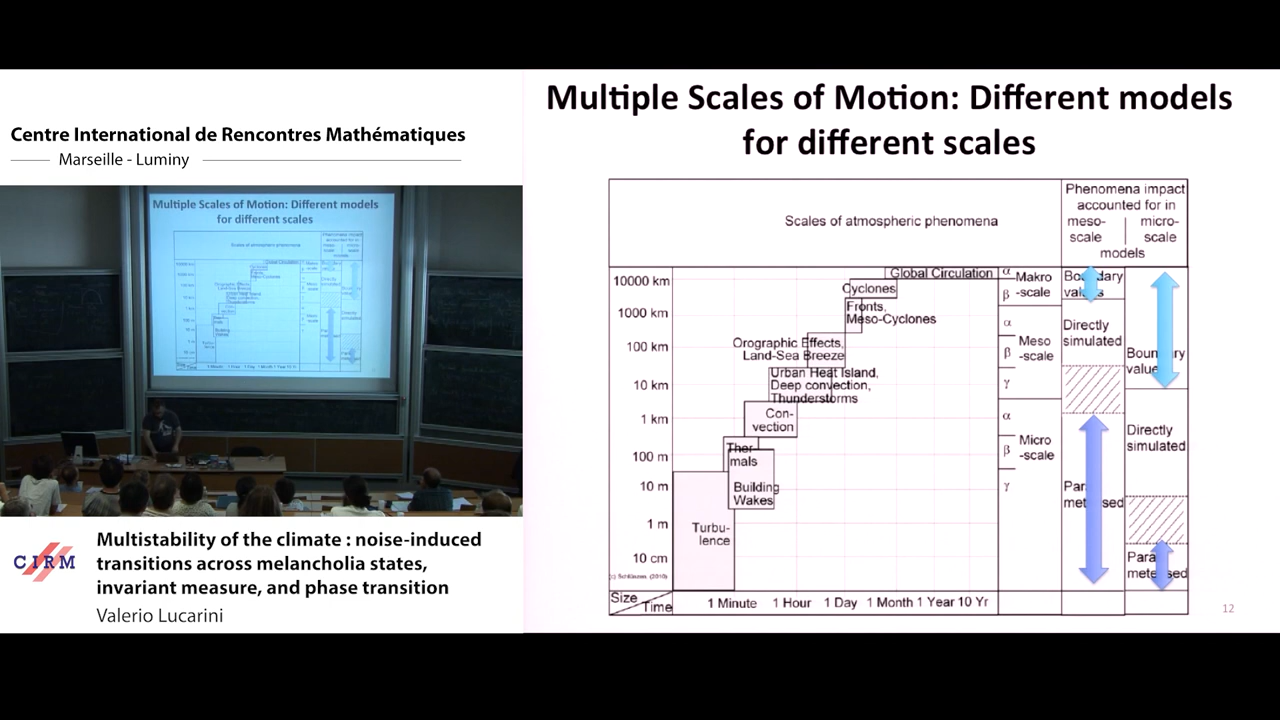 Centre International de Rencontres Mathématiques
Marseille - Luminy
Multiple Scales of Motion: Different models
for different scales
Scales of atmospheric phenomena
Phenomena impact
accounted for in
meso- micro-
scale scale
models
10000 km
1000 km
100 km
10 km
1 km
100 m
10 m
1 m
10 cm
Global Circulation
Cyclones
Fronts,
Meso-Cyclones
Orographic Effects,
Land-Sea Breeze
Urban Heat Island,
Deep convection,
Thunderstorms
Con-
vection
Ther-
mals
Building
Wakes
Turbu-
lence
α
β
Makro
-scale
α
β
γ
Meso
-scale
α
β
γ
Micro
-scale
Boundary
values
Directly
simulated
Para
metersed
Boundary
values
Directly
simulated
Para
metersed
Size
Time
1 Minute 1 Hour 1 Day 1 Month 1 Year 10 Yr
12
Multiple Scales of Motion: Different models
for different scales
CIRM
Multistability of the climate : noise-induced
transitions across melancholia states,
invariant measure, and phase transition
Valerio Lucarini